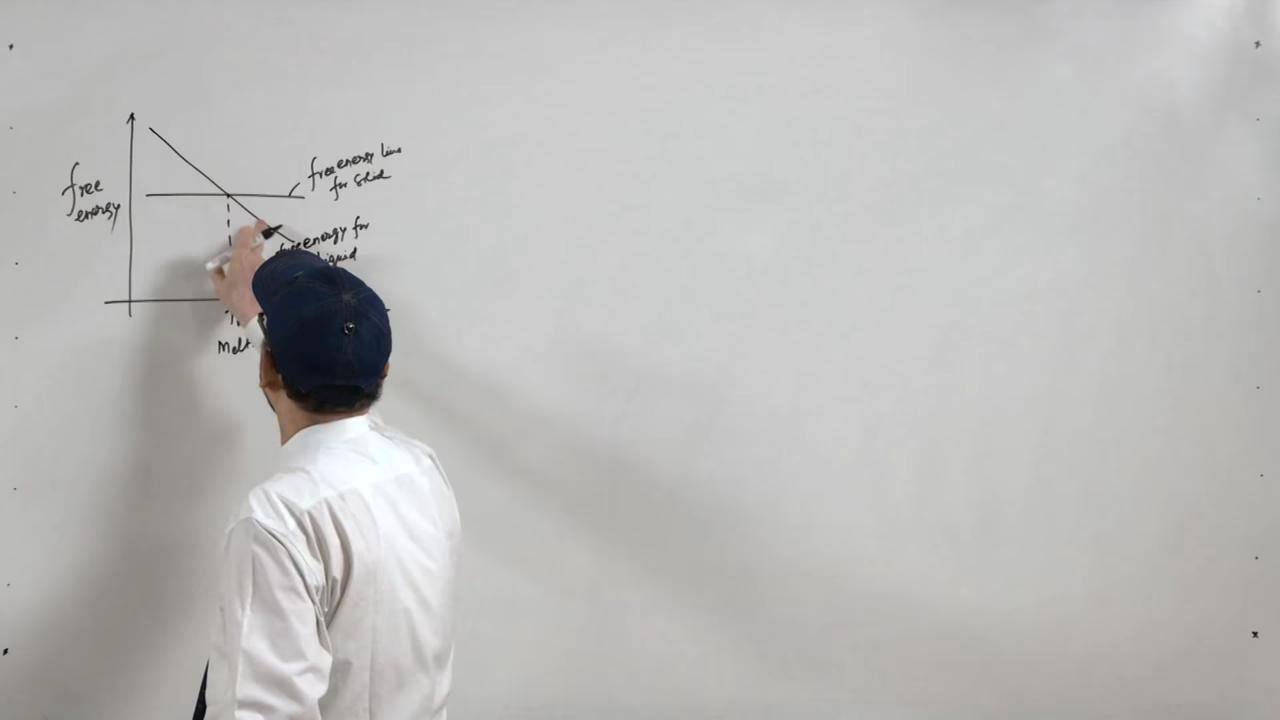 free energy line
for solid
free
energy
free energy for
liquid
Melt.